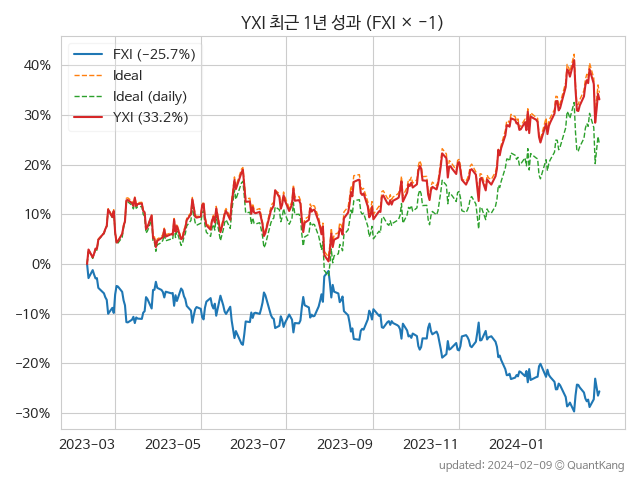 YXI 최근 1년 성과 (FXI × -1)
FXI (-25.7%)
Ideal
Ideal (daily)
YXI (33.2%)
40%
30%
20%
10%
0%
-10%
-20%
-30%
2023-03 2023-05 2023-07 2023-09 2023-11 2024-01
updated: 2024-02-09 © QuantKang